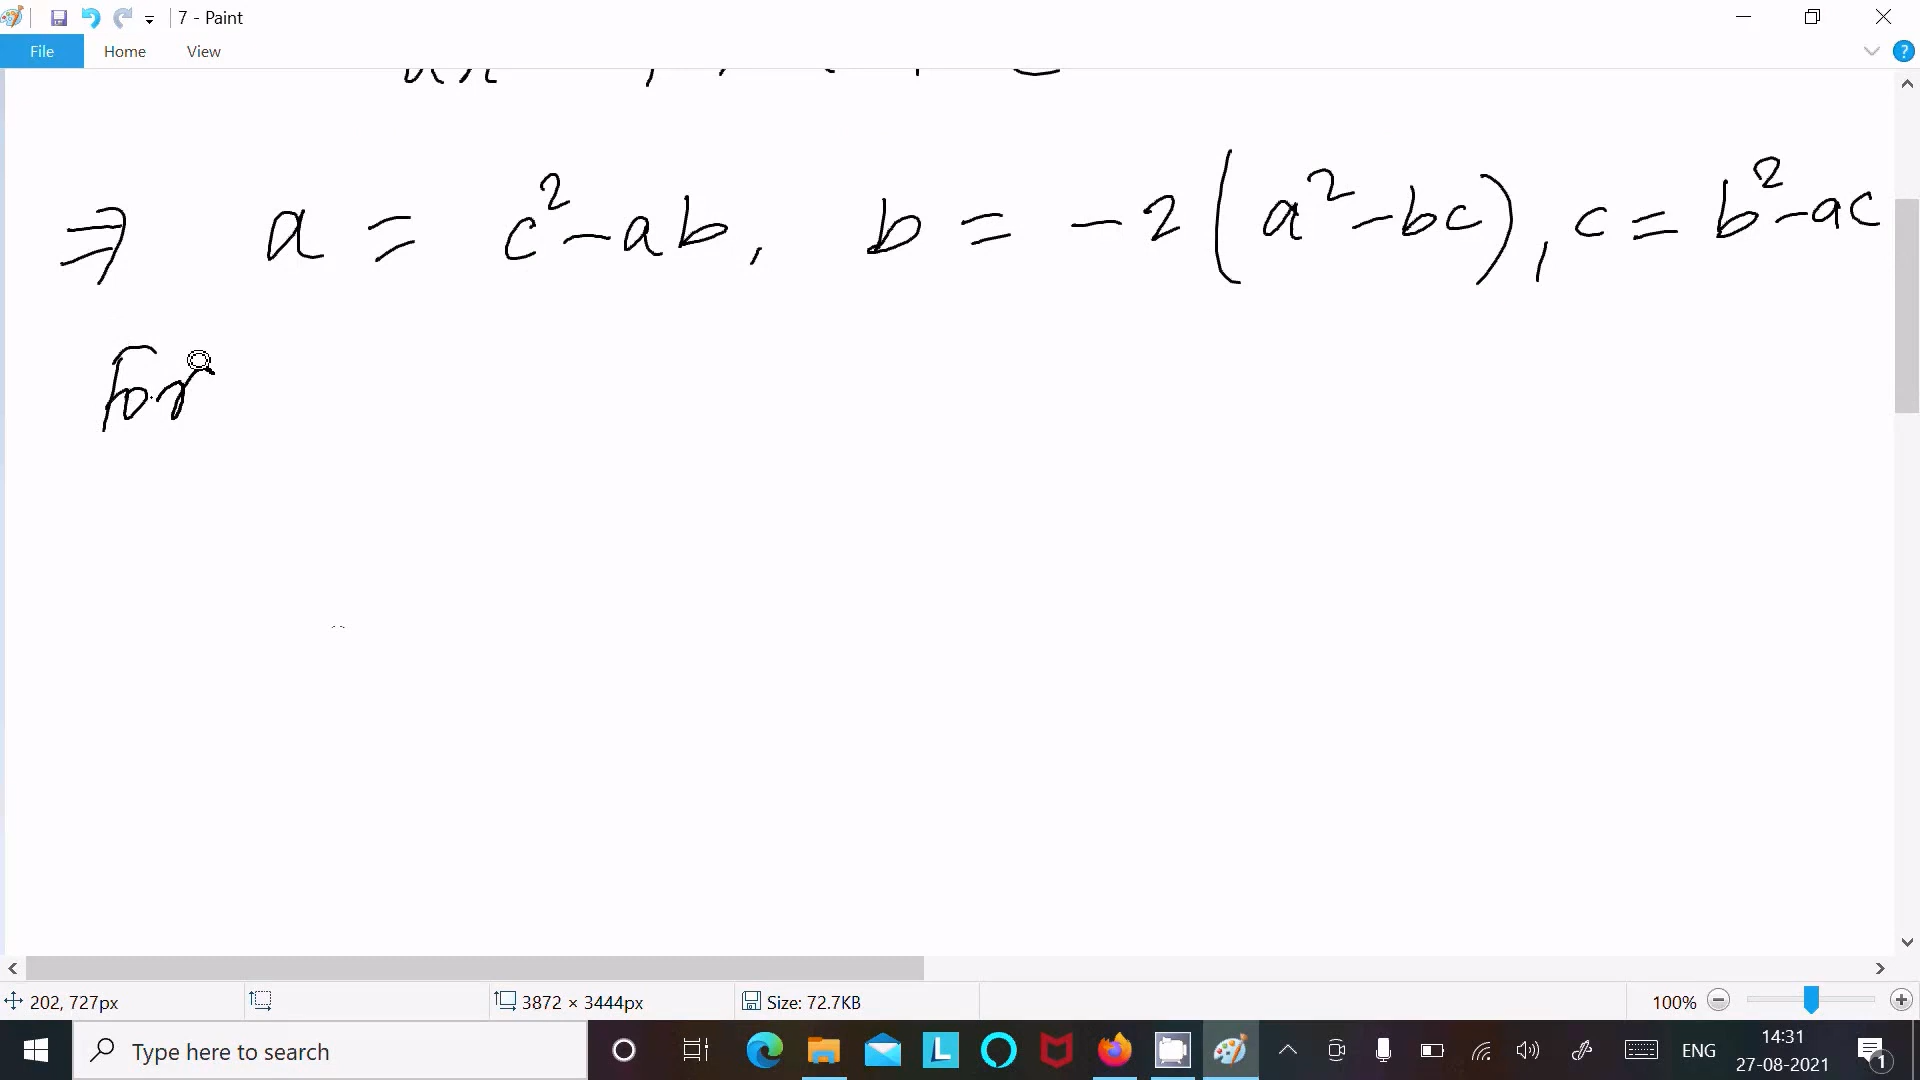 7 - Paint
File Home View
⇒ a = c² - ab, b = -2(a² - bc), c = b² - ac
For
202, 727px 3872 × 3444px Size: 72.7KB 100%
Type here to search L ENG 14:31
27-08-2021 1